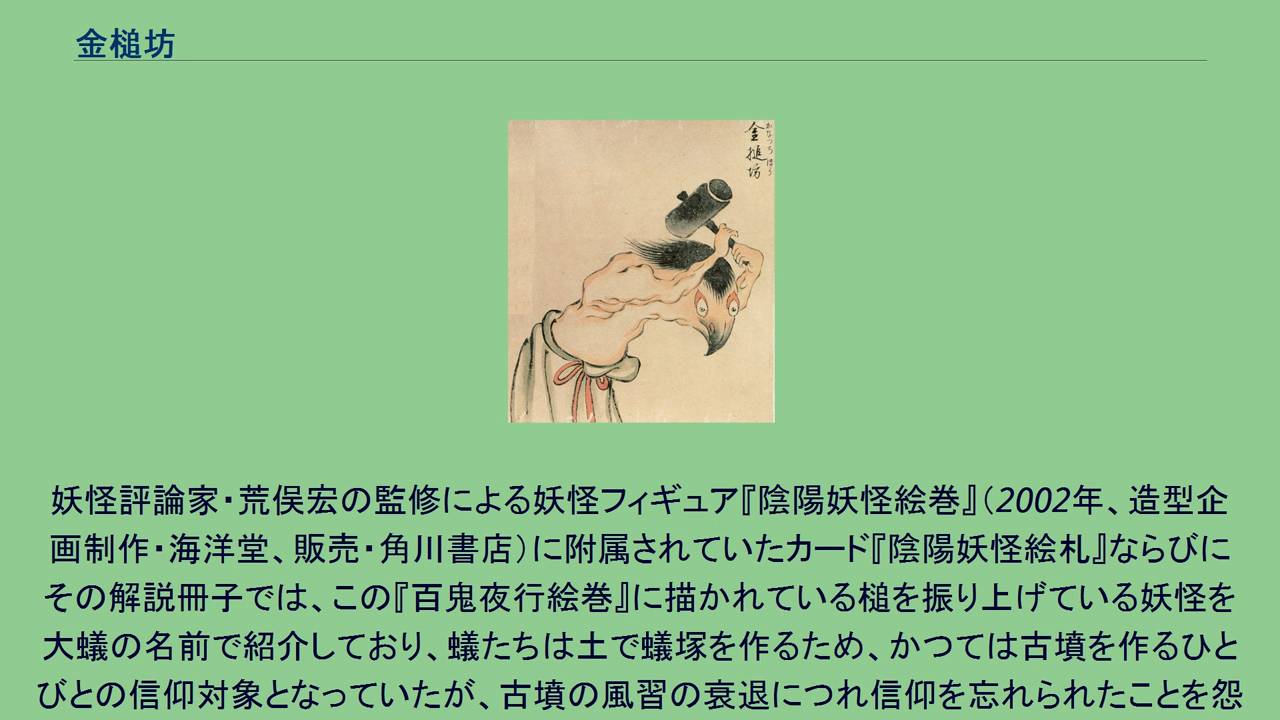 金槌坊
金槌坊
かなつちばう
妖怪評論家・荒俣宏の監修による妖怪フィギュア『陰陽妖怪絵巻』（2002年、造型企
画制作・海洋堂、販売・角川書店）に附属されていたカード『陰陽妖怪絵札』ならびに
その解説冊子では、この『百鬼夜行絵巻』に描かれている槌を振り上げている妖怪を
大蟻の名前で紹介しており、蟻たちは土で蟻塚を作るため、かつては古墳を作るひと
びとの信仰対象となっていたが、古墳の風習の衰退につれ信仰を忘れられたことを怨